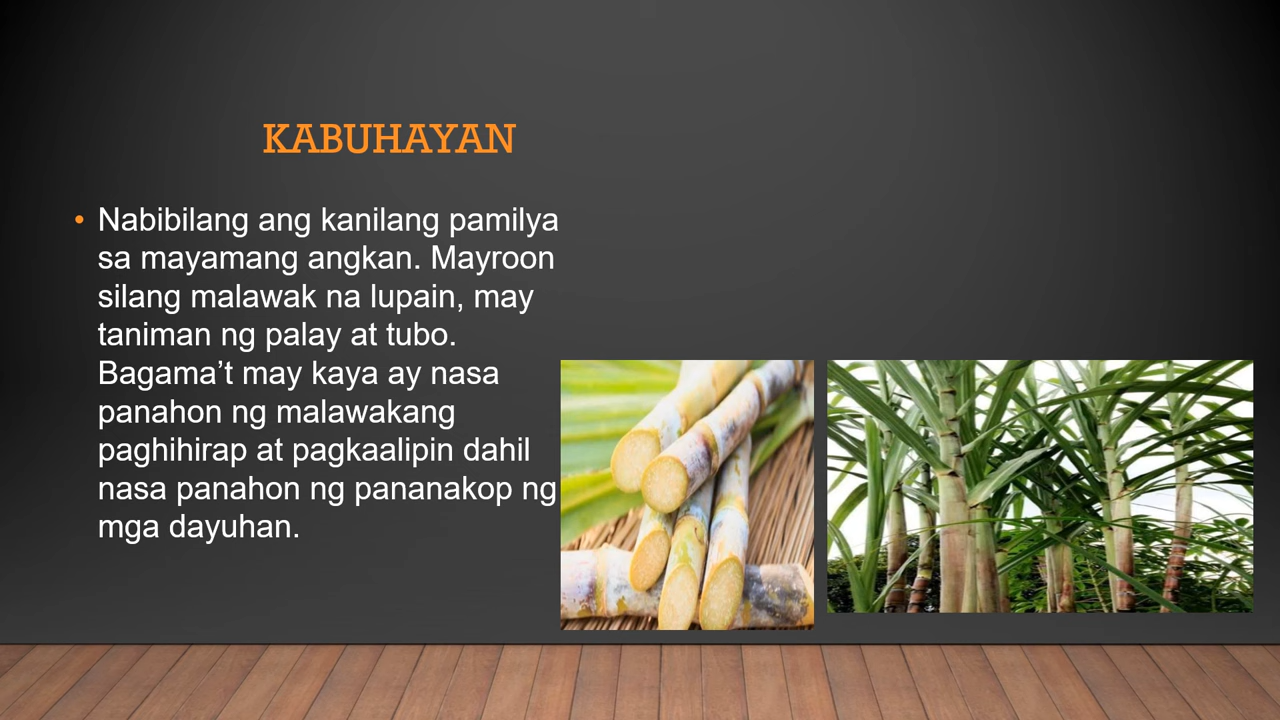 KABUHAYAN
• Nabibilang ang kanilang pamilya
sa mayamang angkan. Mayroon
silang malawak na lupain, may
taniman ng palay at tubo.
Bagama’t may kaya ay nasa
panahon ng malawakang
paghihirap at pagkaalipin dahil
nasa panahon ng pananakop ng
mga dayuhan.